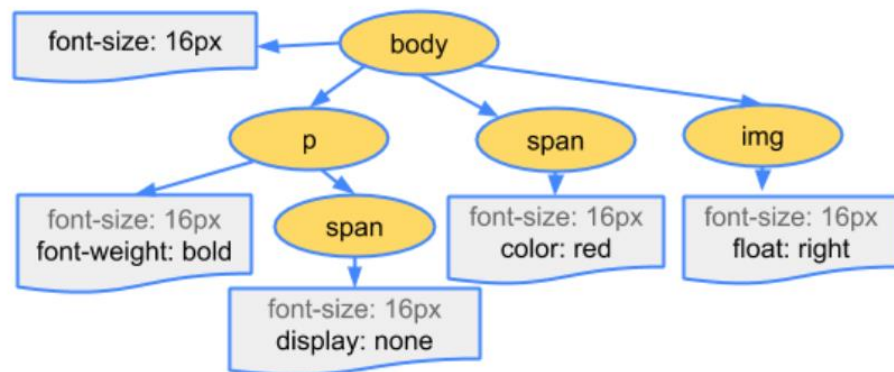 font-size: 16px
body
p
span
img
font-size: 16px
font-weight: bold
span
font-size: 16px
color: red
font-size: 16px
float: right
font-size: 16px
display: none